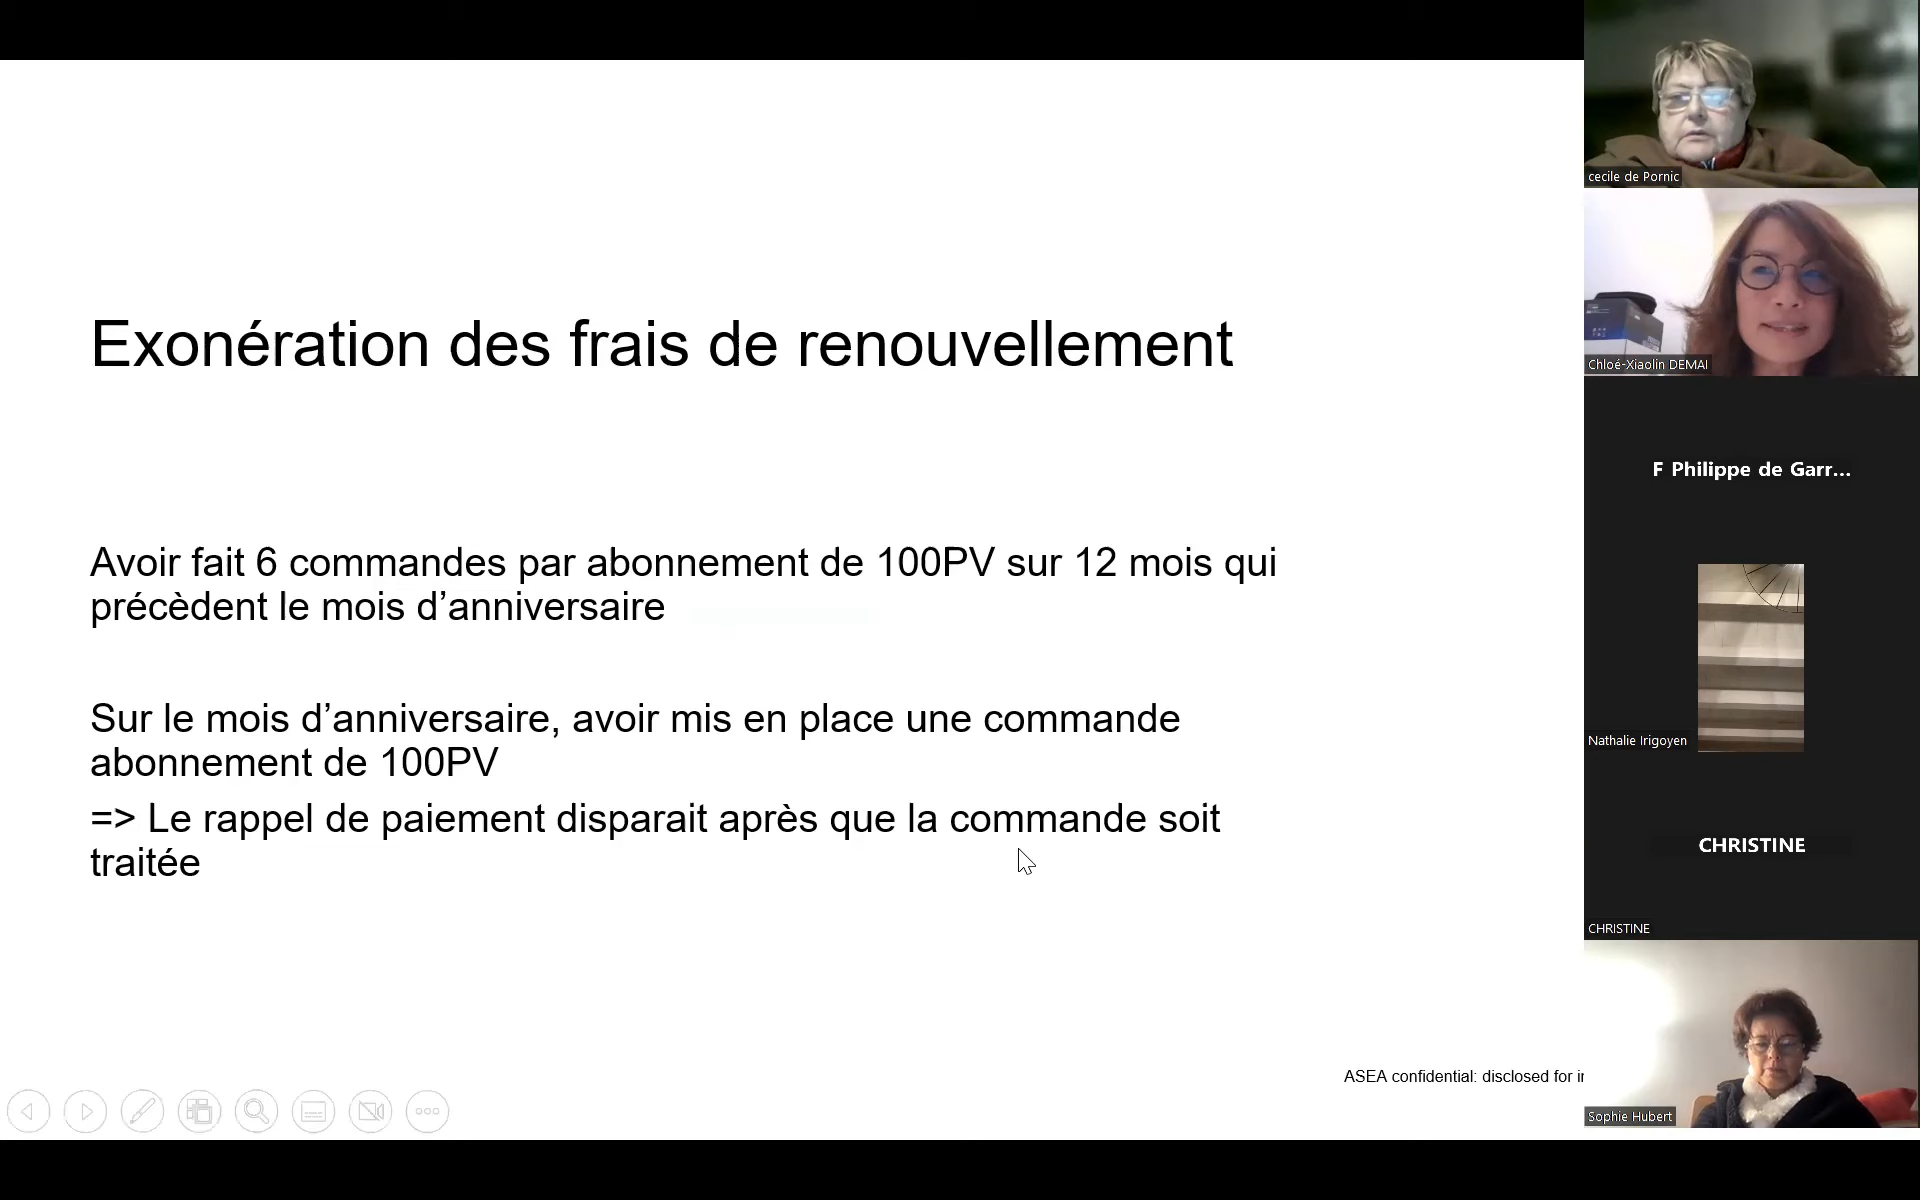 Exonération des frais de renouvellement
Avoir fait 6 commandes par abonnement de 100PV sur 12 mois qui
précèdent le mois d’anniversaire
Sur le mois d’anniversaire, avoir mis en place une commande
abonnement de 100PV
=> Le rappel de paiement disparait après que la commande soit
traitée
ASEA confidential: disclosed for
cecile de Pornic
Chloé-Xiaolin DEMAI
F Philippe de Garr...
Nathalie Irigoyen
CHRISTINE
CHRISTINE
Sophie Hubert